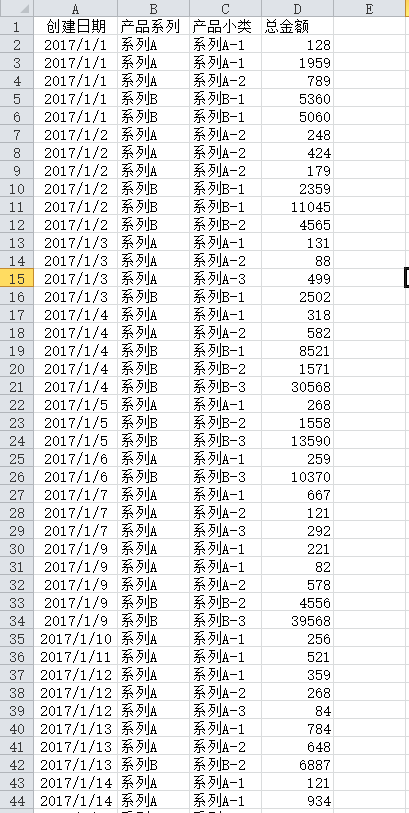 A B C D E
1 创建日期 产品系列 产品小类 总金额
2 2017/1/1 系列A 系列A-1 128
3 2017/1/1 系列A 系列A-1 1959
4 2017/1/1 系列A 系列A-2 789
5 2017/1/1 系列B 系列B-1 5360
6 2017/1/1 系列B 系列B-1 5060
7 2017/1/2 系列A 系列A-2 248
8 2017/1/2 系列A 系列A-2 424
9 2017/1/2 系列A 系列A-2 179
10 2017/1/2 系列B 系列B-1 2359
11 2017/1/2 系列B 系列B-1 11045
12 2017/1/2 系列B 系列B-2 4565
13 2017/1/3 系列A 系列A-1 131
14 2017/1/3 系列A 系列A-2 88
15 2017/1/3 系列A 系列A-3 499
16 2017/1/3 系列B 系列B-1 2502
17 2017/1/4 系列A 系列A-1 318
18 2017/1/4 系列A 系列A-2 582
19 2017/1/4 系列B 系列B-1 8521
20 2017/1/4 系列B 系列B-2 1571
21 2017/1/4 系列B 系列B-3 30568
22 2017/1/5 系列A 系列A-1 268
23 2017/1/5 系列B 系列B-2 1558
24 2017/1/5 系列B 系列B-3 13590
25 2017/1/6 系列A 系列A-1 259
26 2017/1/6 系列B 系列B-3 10370
27 2017/1/7 系列A 系列A-1 667
28 2017/1/7 系列A 系列A-2 121
29 2017/1/7 系列A 系列A-3 292
30 2017/1/9 系列A 系列A-1 221
31 2017/1/9 系列A 系列A-1 82
32 2017/1/9 系列A 系列A-2 578
33 2017/1/9 系列B 系列B-2 4556
34 2017/1/9 系列B 系列B-3 39568
35 2017/1/10 系列A 系列A-1 256
36 2017/1/11 系列A 系列A-1 521
37 2017/1/12 系列A 系列A-1 359
38 2017/1/12 系列A 系列A-2 268
39 2017/1/12 系列A 系列A-3 84
40 2017/1/13 系列A 系列A-1 784
41 2017/1/13 系列A 系列A-2 648
42 2017/1/13 系列B 系列B-2 6887
43 2017/1/14 系列A 系列A-1 121
44 2017/1/14 系列A 系列A-1 934